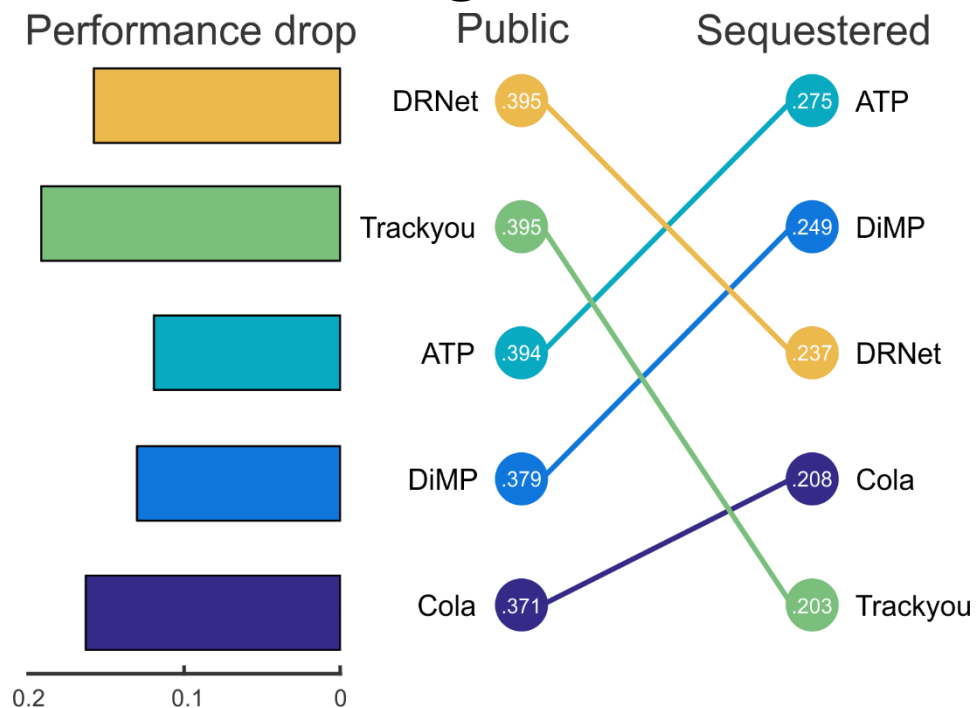 Performance drop
Public
Sequestered
DRNet
.395
.275
ATP
Trackyou
.395
.249
DiMP
ATP
.394
.237
DRNet
DiMP
.379
.208
Cola
Cola
.371
.203
Trackyou
0.2
0.1
0